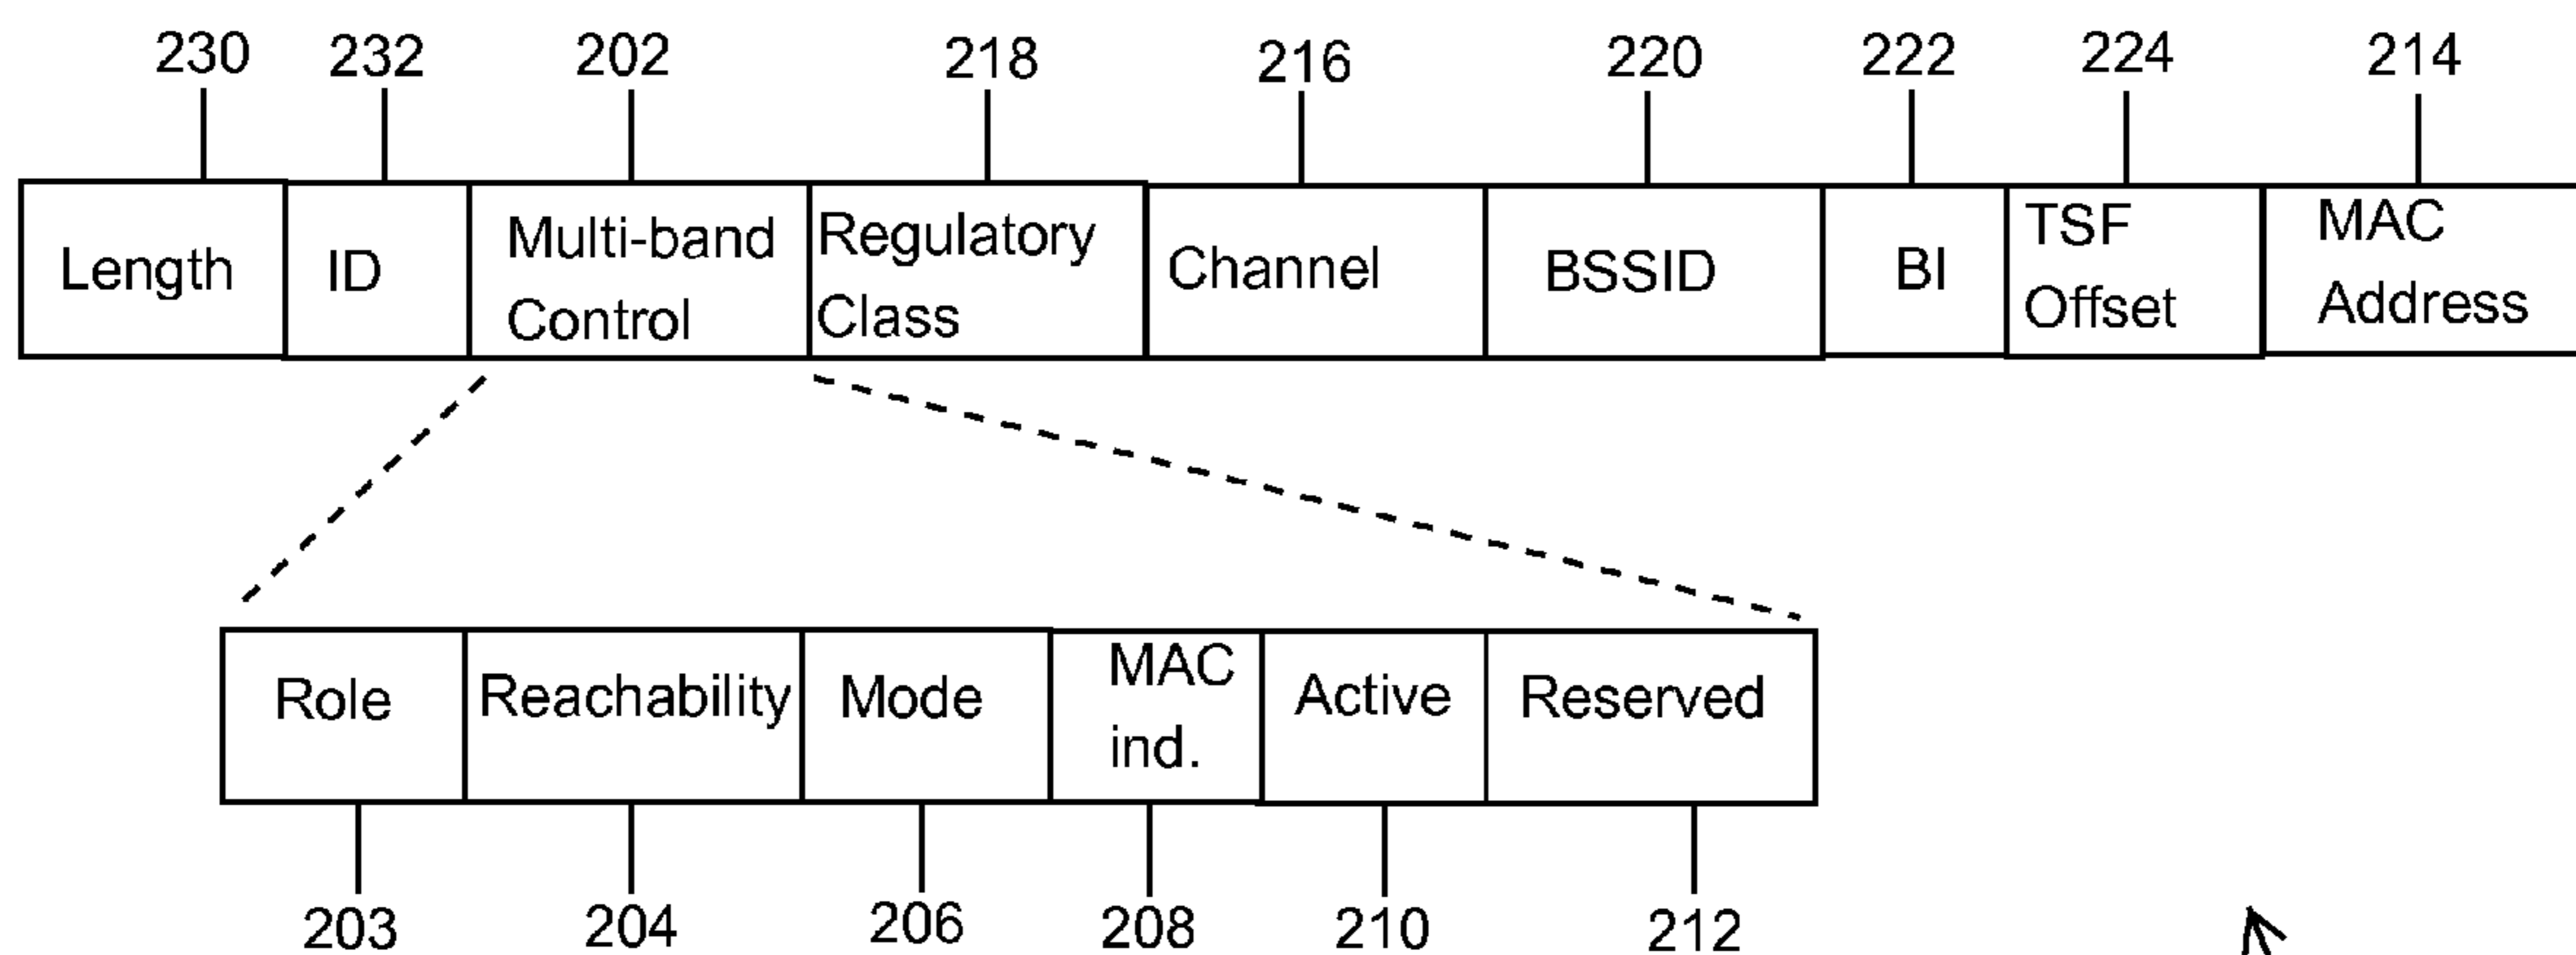 230 232 202 218 216 220 222 224 214
Length ID Multi-band Control Regulatory Class Channel BSSID BI TSF Offset MAC Address
Role Reachability Mode MAC ind. Active Reserved
203 204 206 208 210 212